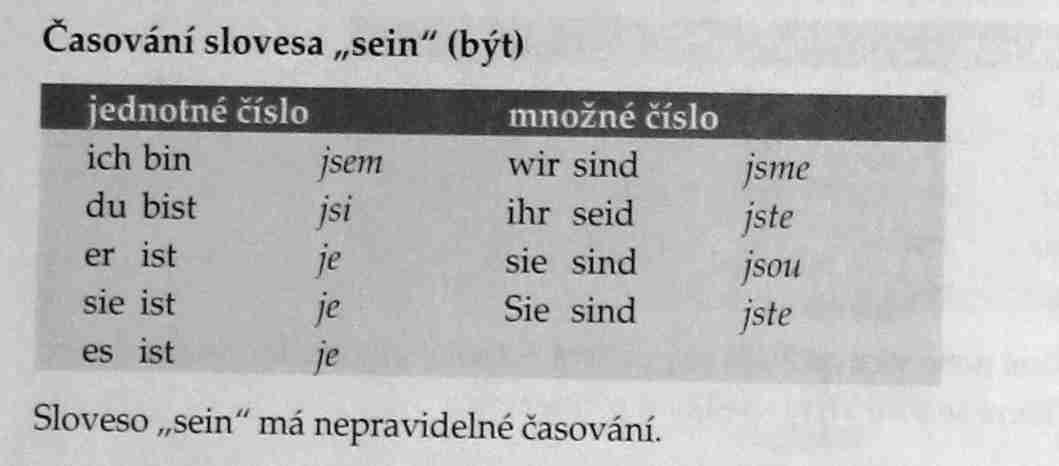 Časování slovesa „sein“ (být)
jednotné číslo množné číslo
ich bin jsem wir sind jsme
du bist jsi ihr seid jste
er ist je sie sind jsou
sie ist je Sie sind jste
es ist je
Sloveso „sein“ má nepravidelné časování.